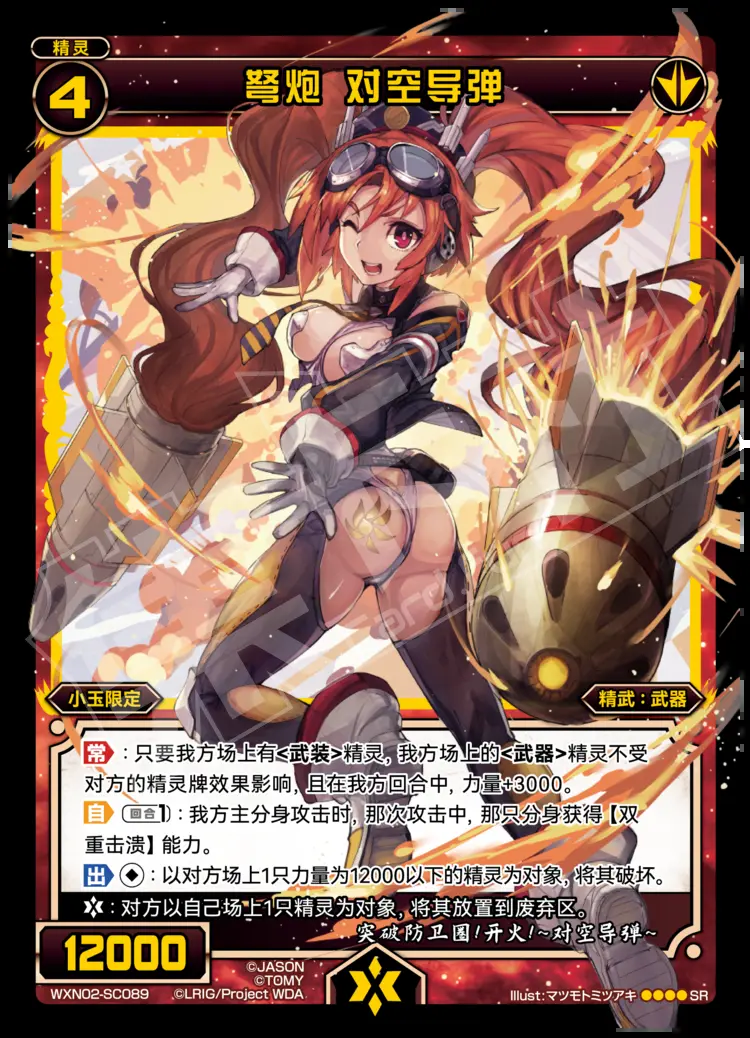 精灵
4
弩炮 对空导弹
小玉限定
精武：武器
常：只要我方场上有<武装>精灵，我方场上的<武器>精灵不受
对方的精灵牌效果影响，且在我方回合中，力量+3000。
自 回合1：我方主分身攻击时，那次攻击中，那只分身获得【双
重击溃】能力。
出：以对方场上1只力量为12000以下的精灵为对象，将其破坏。
：对方以自己场上1只精灵为对象，将其放置到废弃区。
突破防卫圈！开火！~对空导弹~
12000
©JASON
©TOMY
WXN02-SC089 ©LRIG/Project WDA
Illust:マツモトミツアキ SR